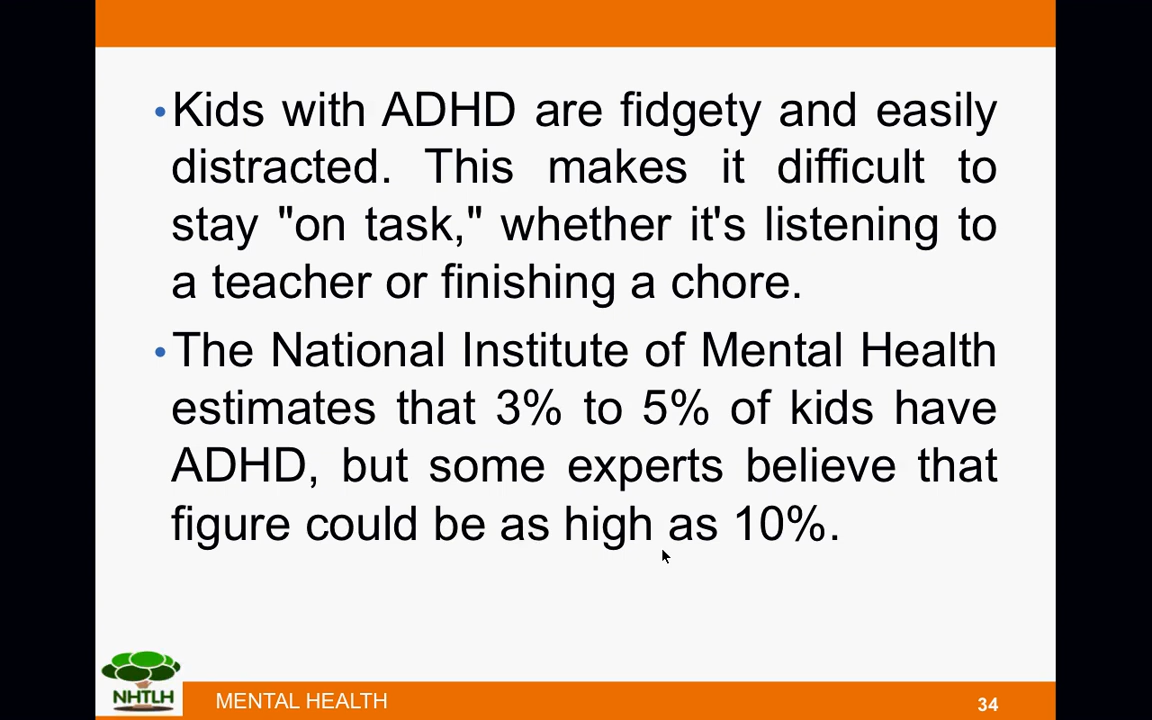 •Kids with ADHD are fidgety and easily
distracted. This makes it difficult to
stay "on task," whether it's listening to
a teacher or finishing a chore.
•The National Institute of Mental Health
estimates that 3% to 5% of kids have
ADHD, but some experts believe that
figure could be as high as 10%.
NHTLH
MENTAL HEALTH
34